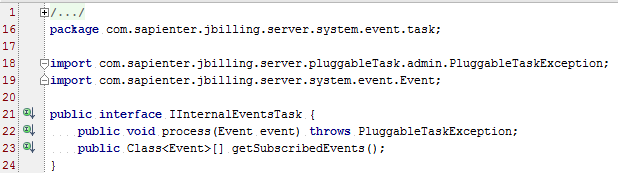 1 /.../
16 package com.sapienter.jbilling.server.system.event.task;
17
18 import com.sapienter.jbilling.server.pluggableTask.admin.PluggableTaskException;
19 import com.sapienter.jbilling.server.system.event.Event;
20
21 public interface IInternalEventsTask {
22 public void process(Event event) throws PluggableTaskException;
23 public Class<Event>[] getSubscribedEvents();
24 }